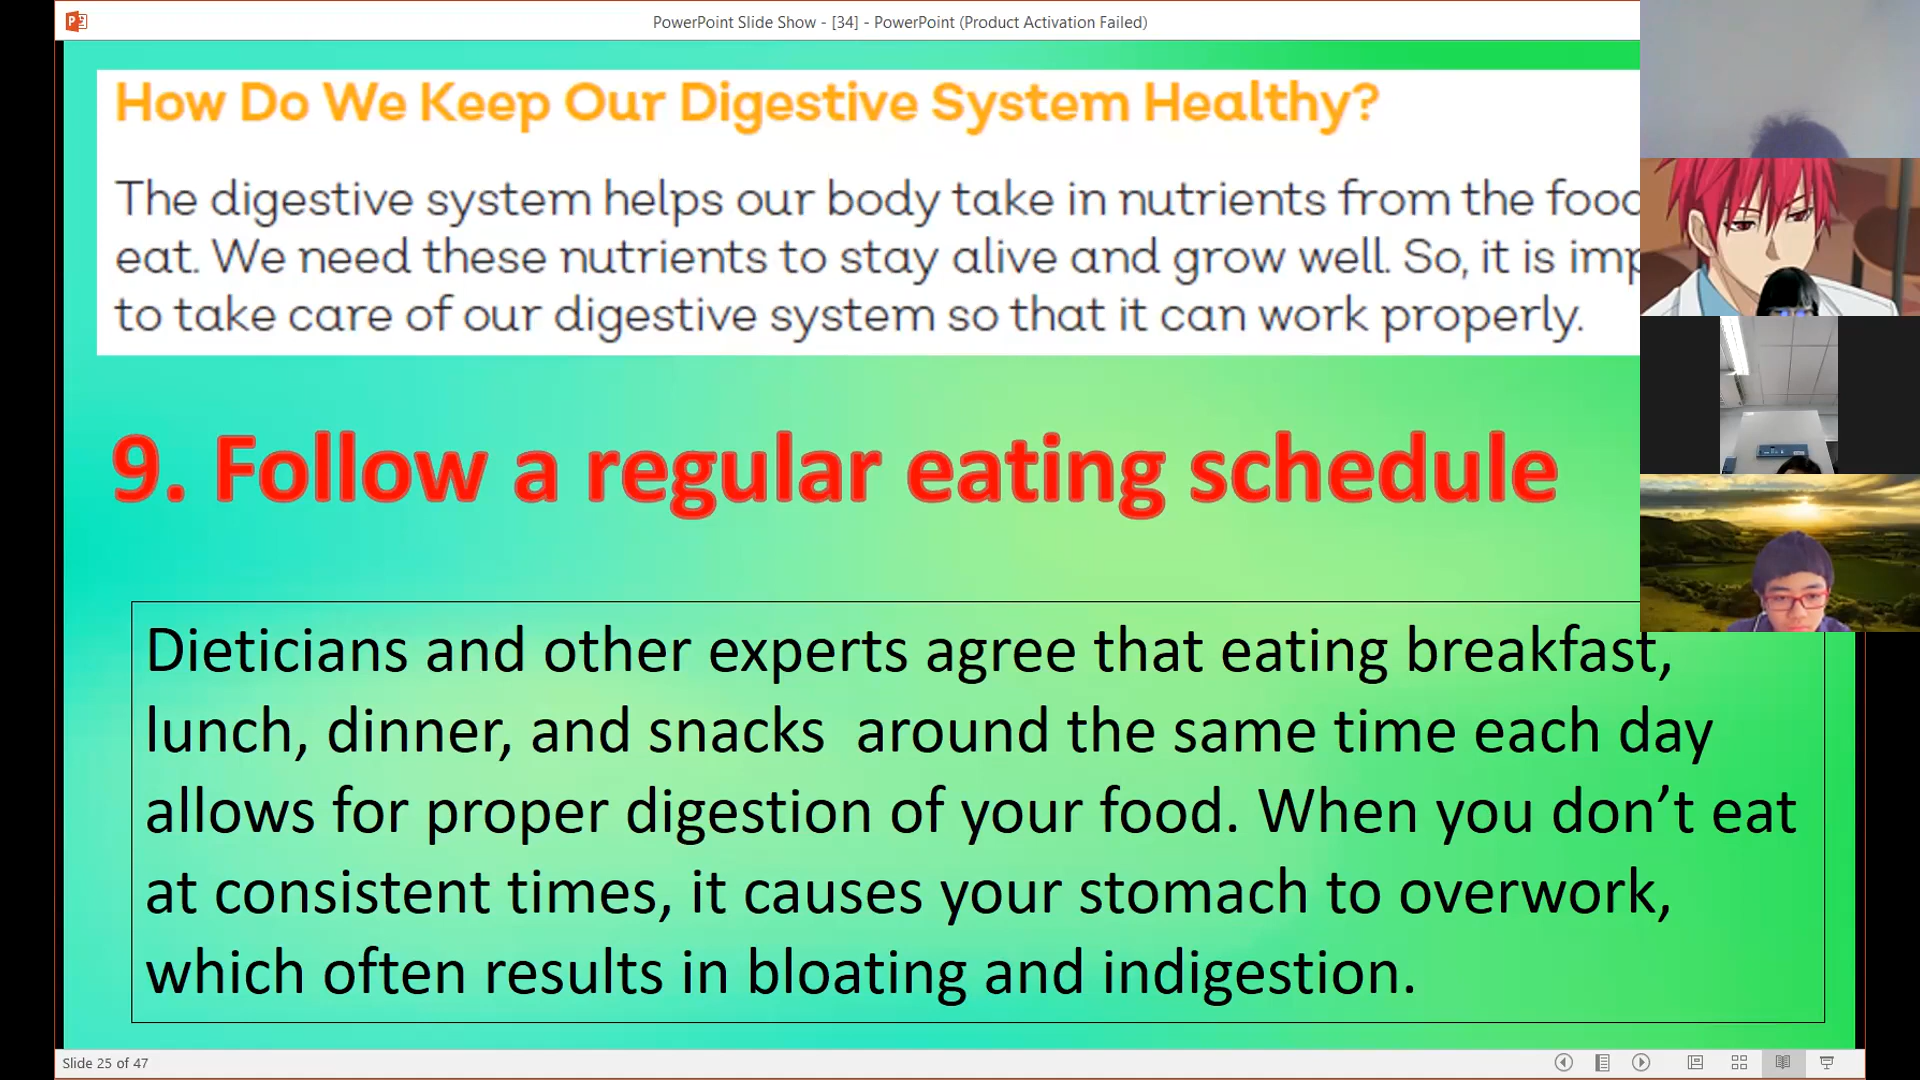 PowerPoint Slide Show - [34] - PowerPoint (Product Activation Failed)
How Do We Keep Our Digestive System Healthy?
The digestive system helps our body take in nutrients from the
eat. We need these nutrients to stay alive and grow well. So, it is
to take care of our digestive system so that it can work properly.
9. Follow a regular eating schedule
Dieticians and other experts agree that eating breakfast,
lunch, dinner, and snacks around the same time each day
allows for proper digestion of your food. When you don’t eat
at consistent times, it causes your stomach to overwork,
which often results in bloating and indigestion.
Slide 25 of 47